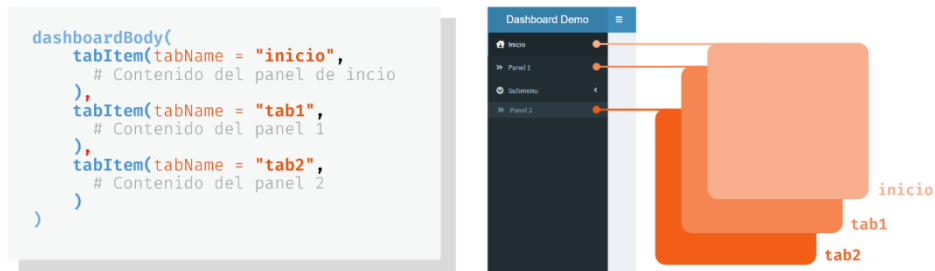 dashboardBody(
tabItem(tabName = "inicio",
# Contenido del panel de incio
),
tabItem(tabName = "tab1",
# Contenido del panel 1
),
tabItem(tabName = "tab2",
# Contenido del panel 2
)
)
Dashboard Demo
Inicio
Panel 1
Submenu
Panel 2
inicio
tab1
tab2